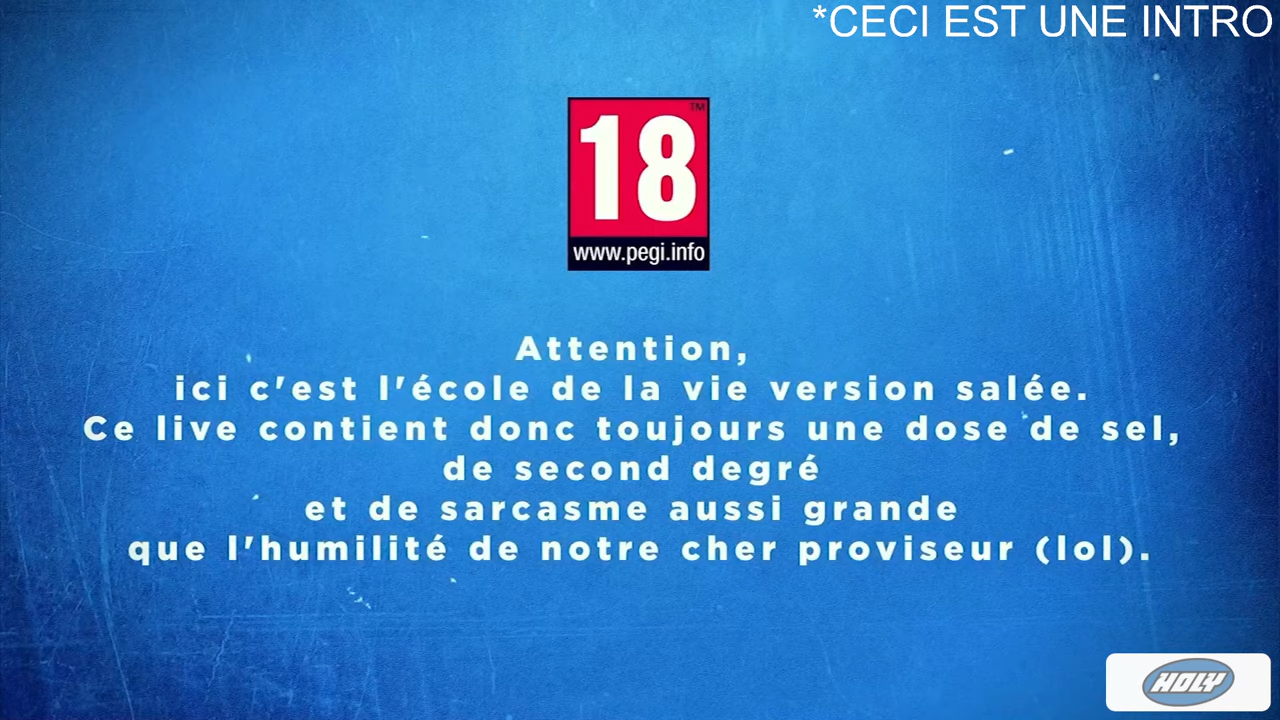 *CECI EST UNE INTRO
18
TM
www.pegi.info
Attention,
ici c'est l'école de la vie version salée.
Ce live contient donc toujours une dose de sel,
de second degré
et de sarcasme aussi grande
que l'humilité de notre cher proviseur (lol).
HOLY